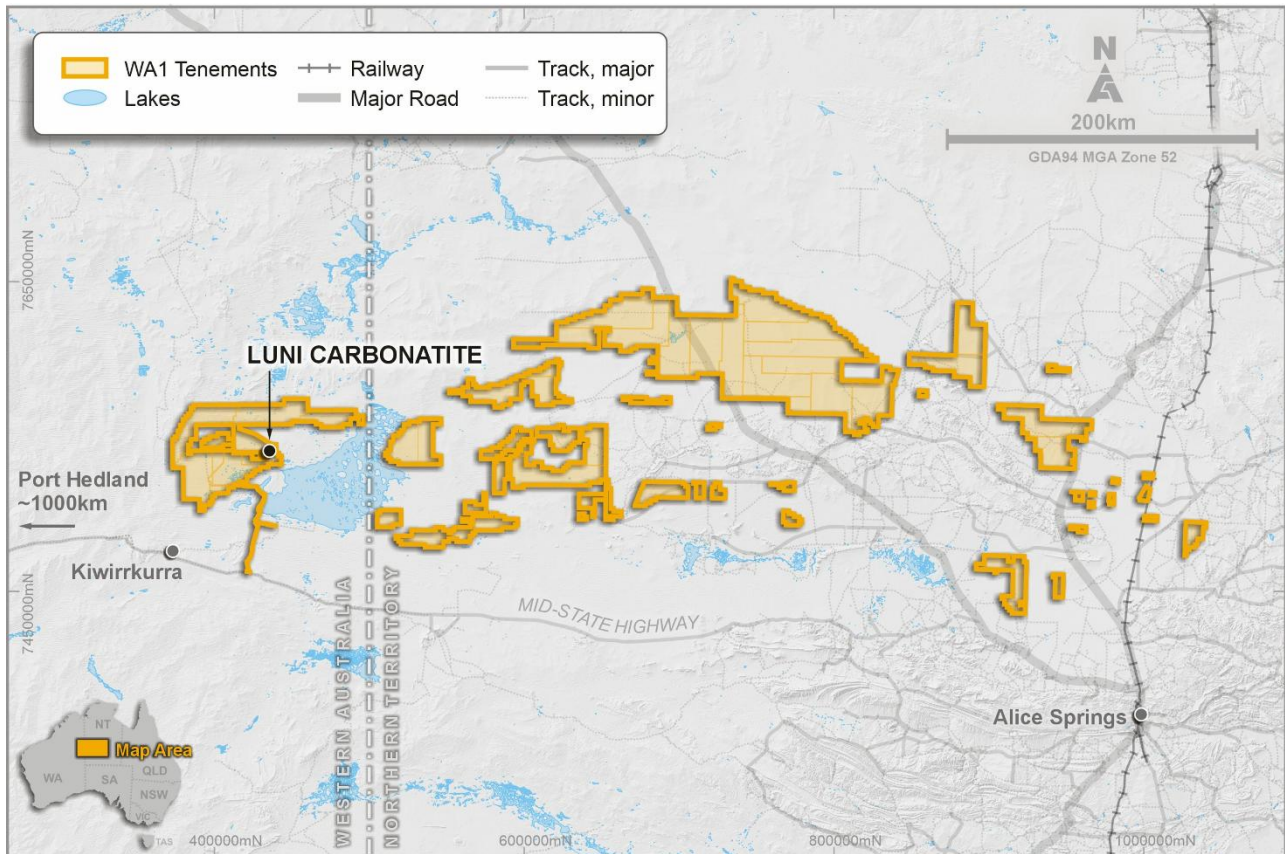 WA1 Tenements
Lakes
Railway
Major Road
Track, major
Track, minor
N
200km
GDA94 MGA Zone 52
7650000mN
LUNI CARBONATITE
Port Hedland
~1000km
Kiwirrkurra
7450000mN
MID-STATE HIGHWAY
WESTERN AUSTRALIA
NORTHERN TERRITORY
Alice Springs
Map Area
NT
WA
SA
QLD
NSW
VIC
TAS
400000mN
600000mN
800000mN
1000000mN